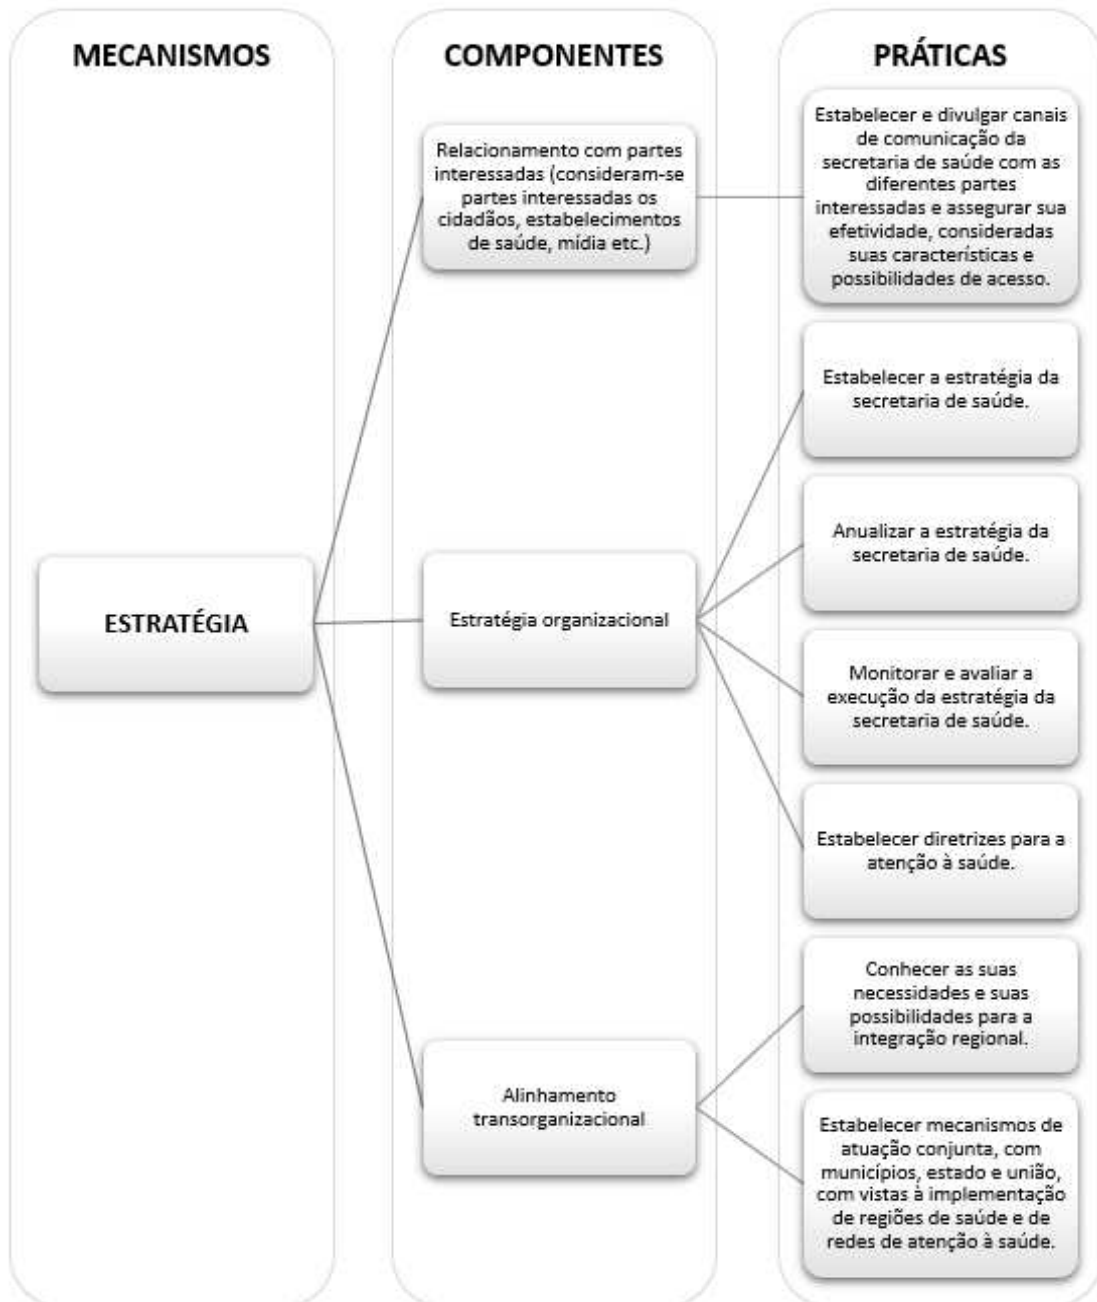 MECANISMOS
COMPONENTES
PRÁTICAS
ESTRATÉGIA
Relacionamento com partes
interessadas (consideram-se
partes interessadas os
cidadãos, estabelecimentos
de saúde, mídia etc.)
Estabelecer e divulgar canais
de comunicação da
secretaria de saúde com as
diferentes partes
interessadas e assegurar sua
efetividade, consideradas
suas características e
possibilidades de acesso.
Estratégia organizacional
Estabelecer a estratégia da
secretaria de saúde.
Anualizar a estratégia da
secretaria de saúde.
Monitorar e avaliar a
execução da estratégia da
secretaria de saúde.
Estabelecer diretrizes para a
atenção à saúde.
Alinhamento
transorganizacional
Conhecer as suas
necessidades e suas
possibilidades para a
integração regional.
Estabelecer mecanismos de
atuação conjunta, com
municípios, estado e união,
com vistas à implementação
de regiões de saúde e de
redes de atenção à saúde.